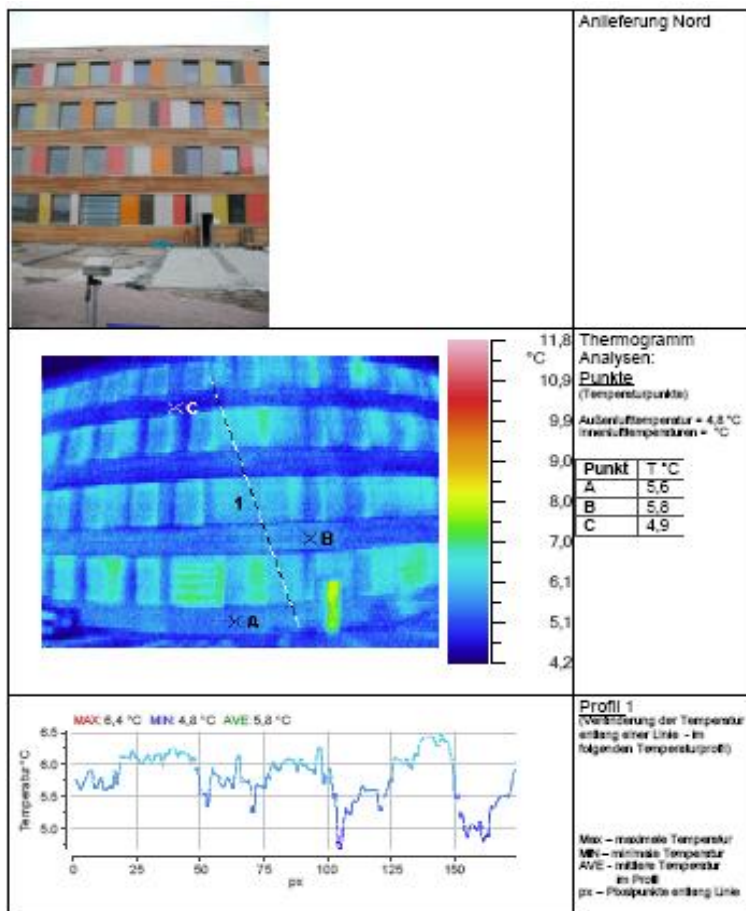 Anlieferung Nord
11,8
°C
10,9
9,9
9,0
8,0
7,0
6,1
5,1
4,2
C
1
B
A
Thermogramm
Analysen:
Punkte
(Temperaturpunkte)
Außenlufttemperatur = 4,8 °C
Innenlufttemperaturen = °C
Punkt T °C
A 5,6
B 5,8
C 4,9
MAX: 6,4 °C MIN: 4,8 °C AVE: 5,8 °C
Temperatur °C
6.5
6.0
5.5
5.0
0 25 50 75 100 125 150
px
Profil 1
(Veränderung der Temperatur
entlang einer Linie - im
folgenden Temperaturprofil)
Max – maximale Temperatur
MIN – minimale Temperatur
AVE - mittlere Temperatur
im Profil
px – Pixelpunkte entlang Linie